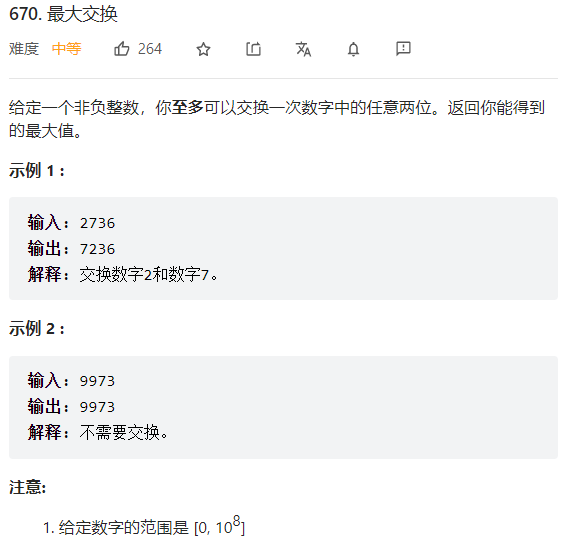 670. 最大交换
难度 中等 264
给定一个非负整数，你至多可以交换一次数字中的任意两位。返回你能得到
的最大值。
示例 1 :
输入: 2736
输出: 7236
解释: 交换数字2和数字7。
示例 2 :
输入: 9973
输出: 9973
解释: 不需要交换。
注意:
1. 给定数字的范围是 [0, 10⁸]